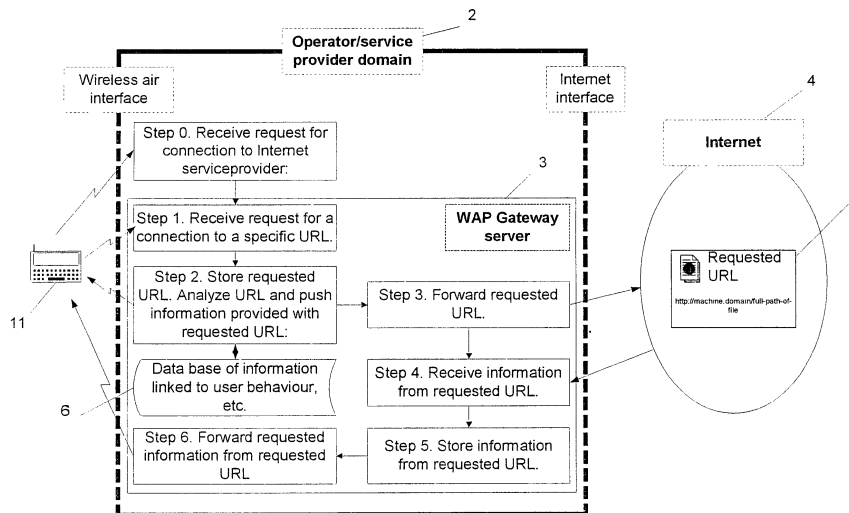 2
Operator/service
provider domain
Wireless air
interface
Internet
interface
4
Internet
Step 0. Receive request for
connection to Internet
serviceprovider:
3
Step 1. Receive request for a
connection to a specific URL.
WAP Gateway
server
Step 2. Store requested
URL. Analyze URL and push
information provided with
requested URL:
Step 3. Forward requested
URL.
Requested
URL
http://machine.domain/full-path-of-
file
11
Data base of information
linked to user behaviour,
etc.
6
Step 4. Receive information
from requested URL.
Step 6. Forward requested
information from requested
URL
Step 5. Store information
from requested URL.